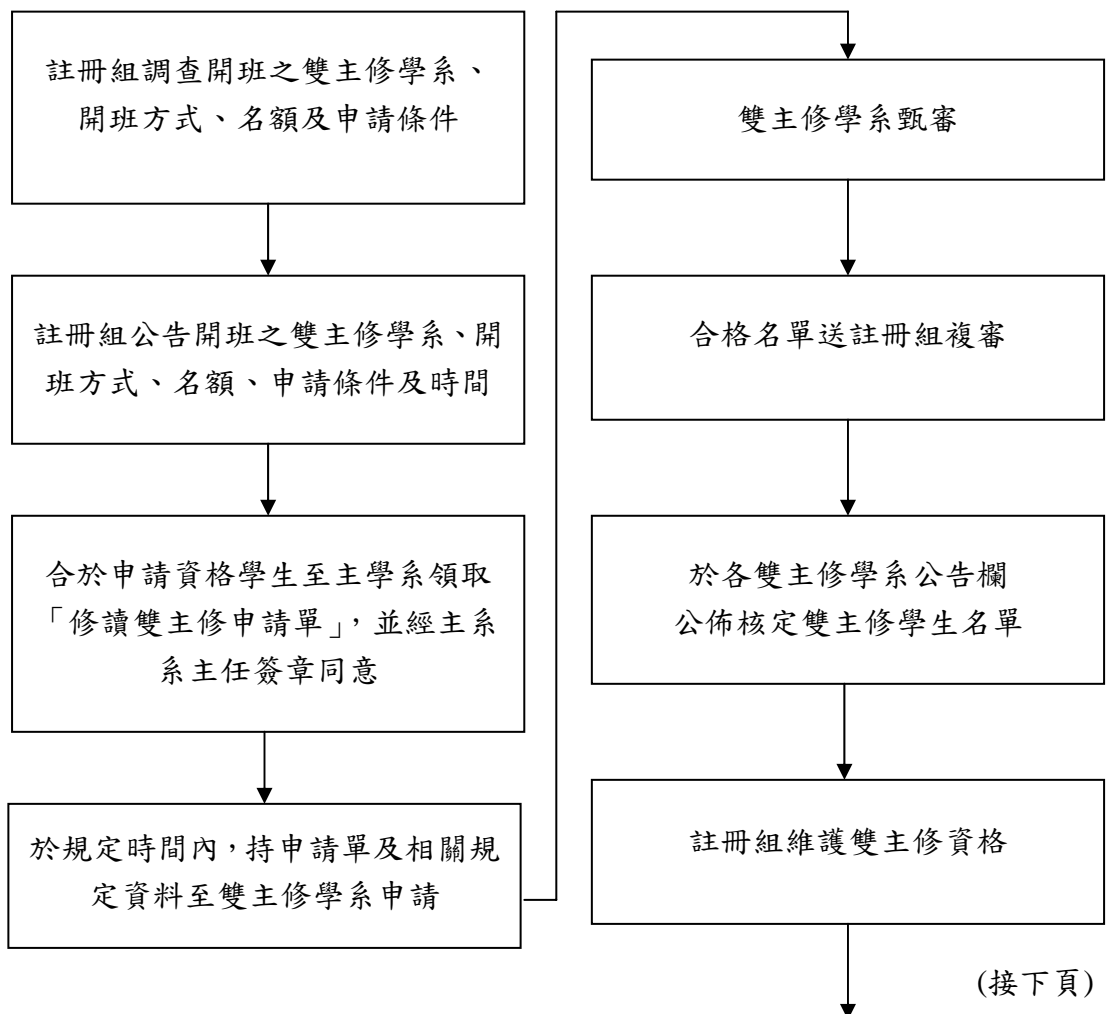 註冊組調查開班之雙主修學系、
開班方式、名額及申請條件
註冊組公告開班之雙主修學系、開
班方式、名額、申請條件及時間
合於申請資格學生至主學系領取
「修讀雙主修申請單」，並經主系
系主任簽章同意
於規定時間內，持申請單及相關規
定資料至雙主修學系申請
雙主修學系甄審
合格名單送註冊組複審
於各雙主修學系公告欄
公佈核定雙主修學生名單
註冊組維護雙主修資格
(接下頁)